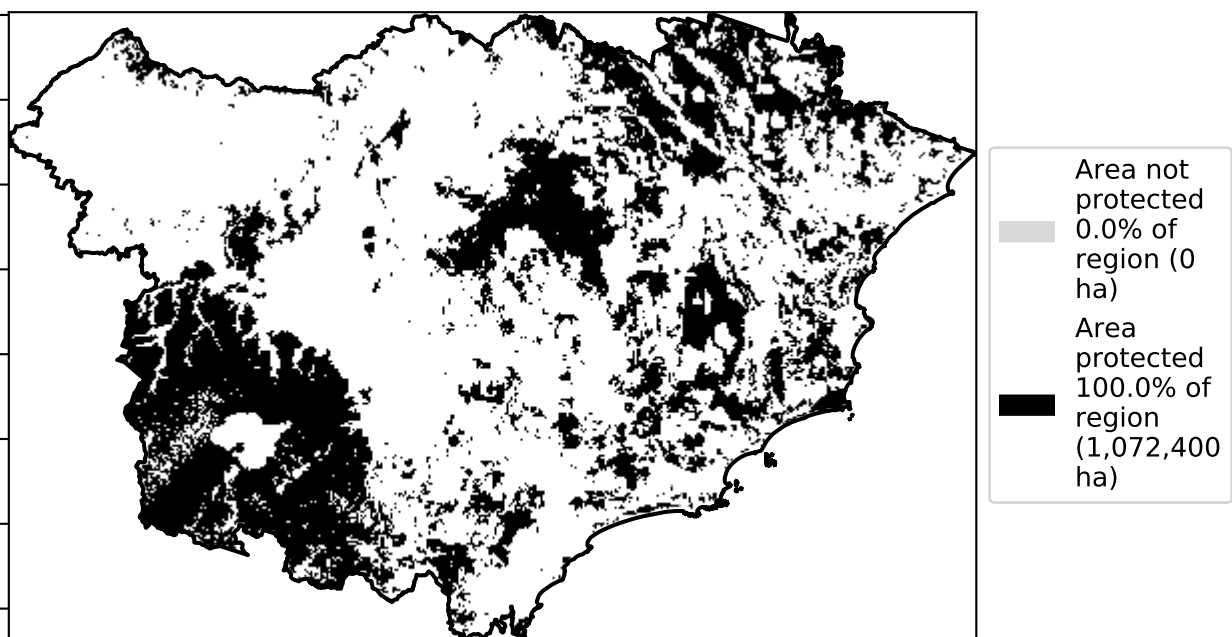 Area not
protected
0.0% of
region (0
ha)
Area
protected
100.0% of
region
(1,072,400
ha)